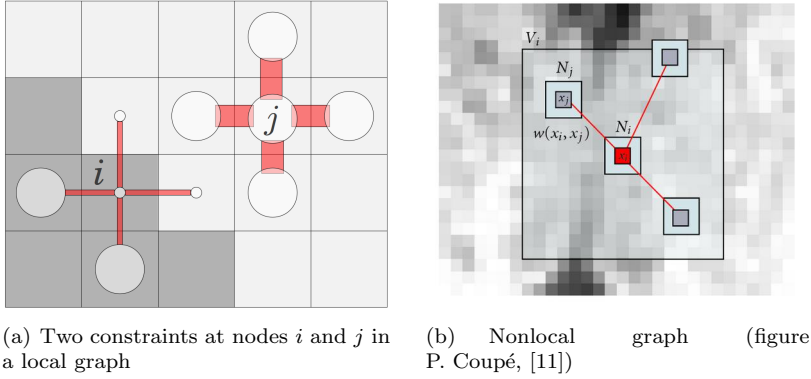 i
j
V_i
N_j
x_j
w(x_i, x_j)
N_i
x_i
(a) Two constraints at nodes i and j in
a local graph
(b) Nonlocal graph (figure
P. Coupé, [11])